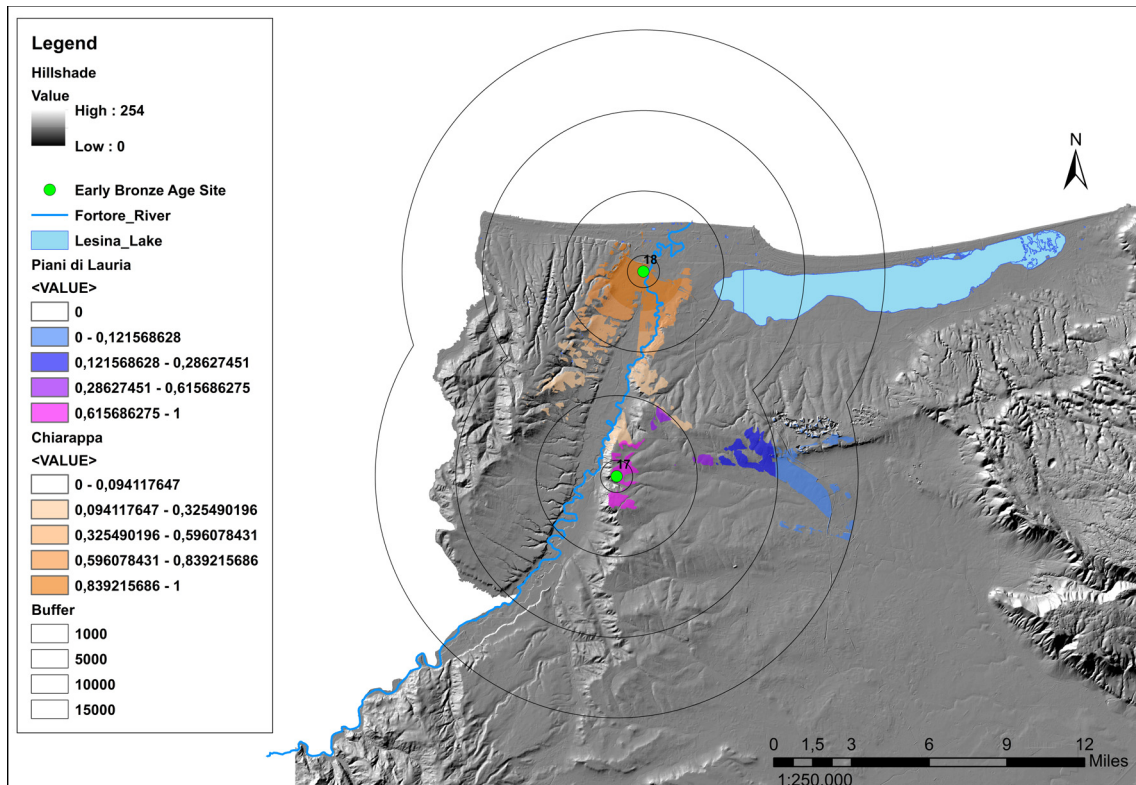 Legend
Hillshade
Value
High : 254
Low : 0
Early Bronze Age Site
Fortore_River
Lesina_Lake
Piani di Lauria
<VALUE>
0
0 - 0,121568628
0,121568628 - 0,28627451
0,28627451 - 0,615686275
0,615686275 - 1
Chiarappa
<VALUE>
0 - 0,094117647
0,094117647 - 0,325490196
0,325490196 - 0,596078431
0,596078431 - 0,839215686
0,839215686 - 1
Buffer
1000
5000
10000
15000
N
18
17
0 1,5 3 6 9 12
Miles
1:250.000